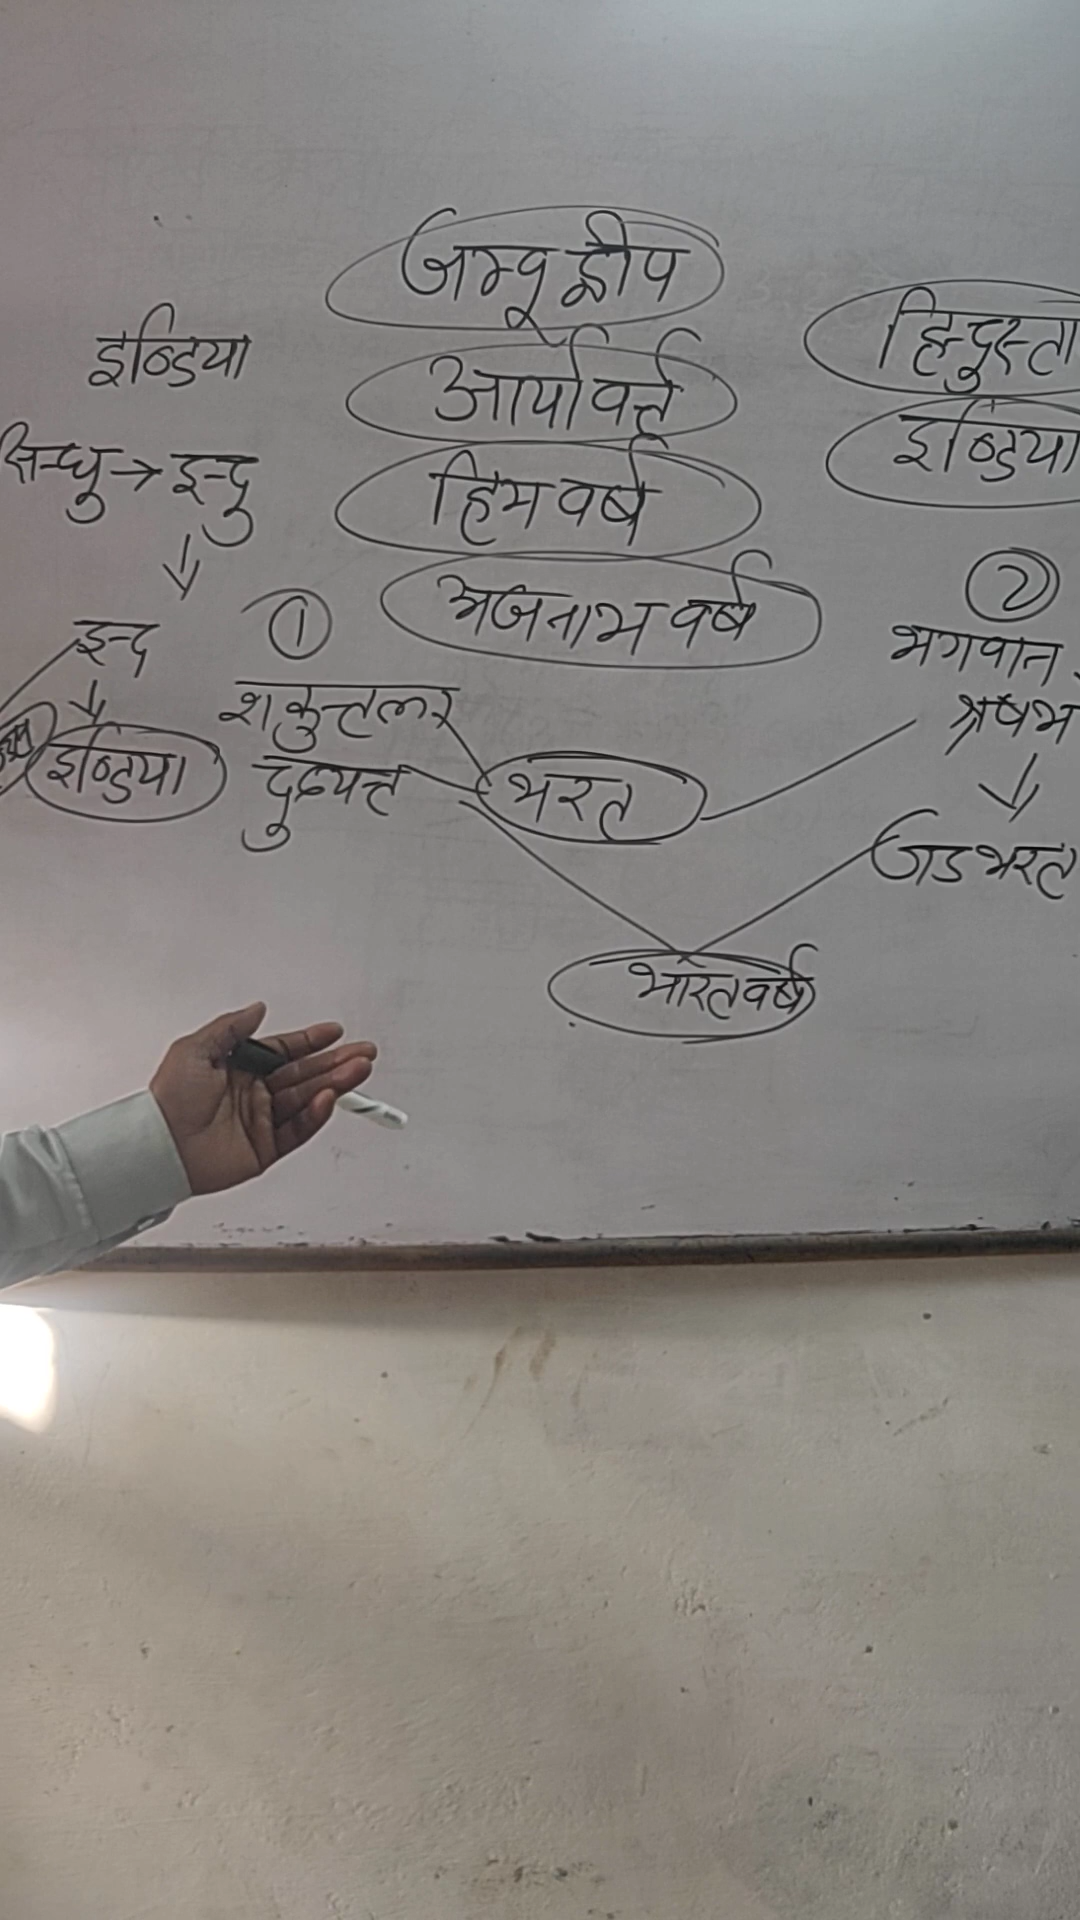 जम्बू द्वीप
आर्यावर्त्त
हिमवर्ष
अजनाभ वर्ष
इण्डिया
सिन्धु → इन्दु
इन्द
इण्डिया
①
शकुन्तला
दुष्यन्त
भरत
भारतवर्ष
हिन्दुस्ता
इण्डिया
②
भगवान
ऋषभ
जड भरत